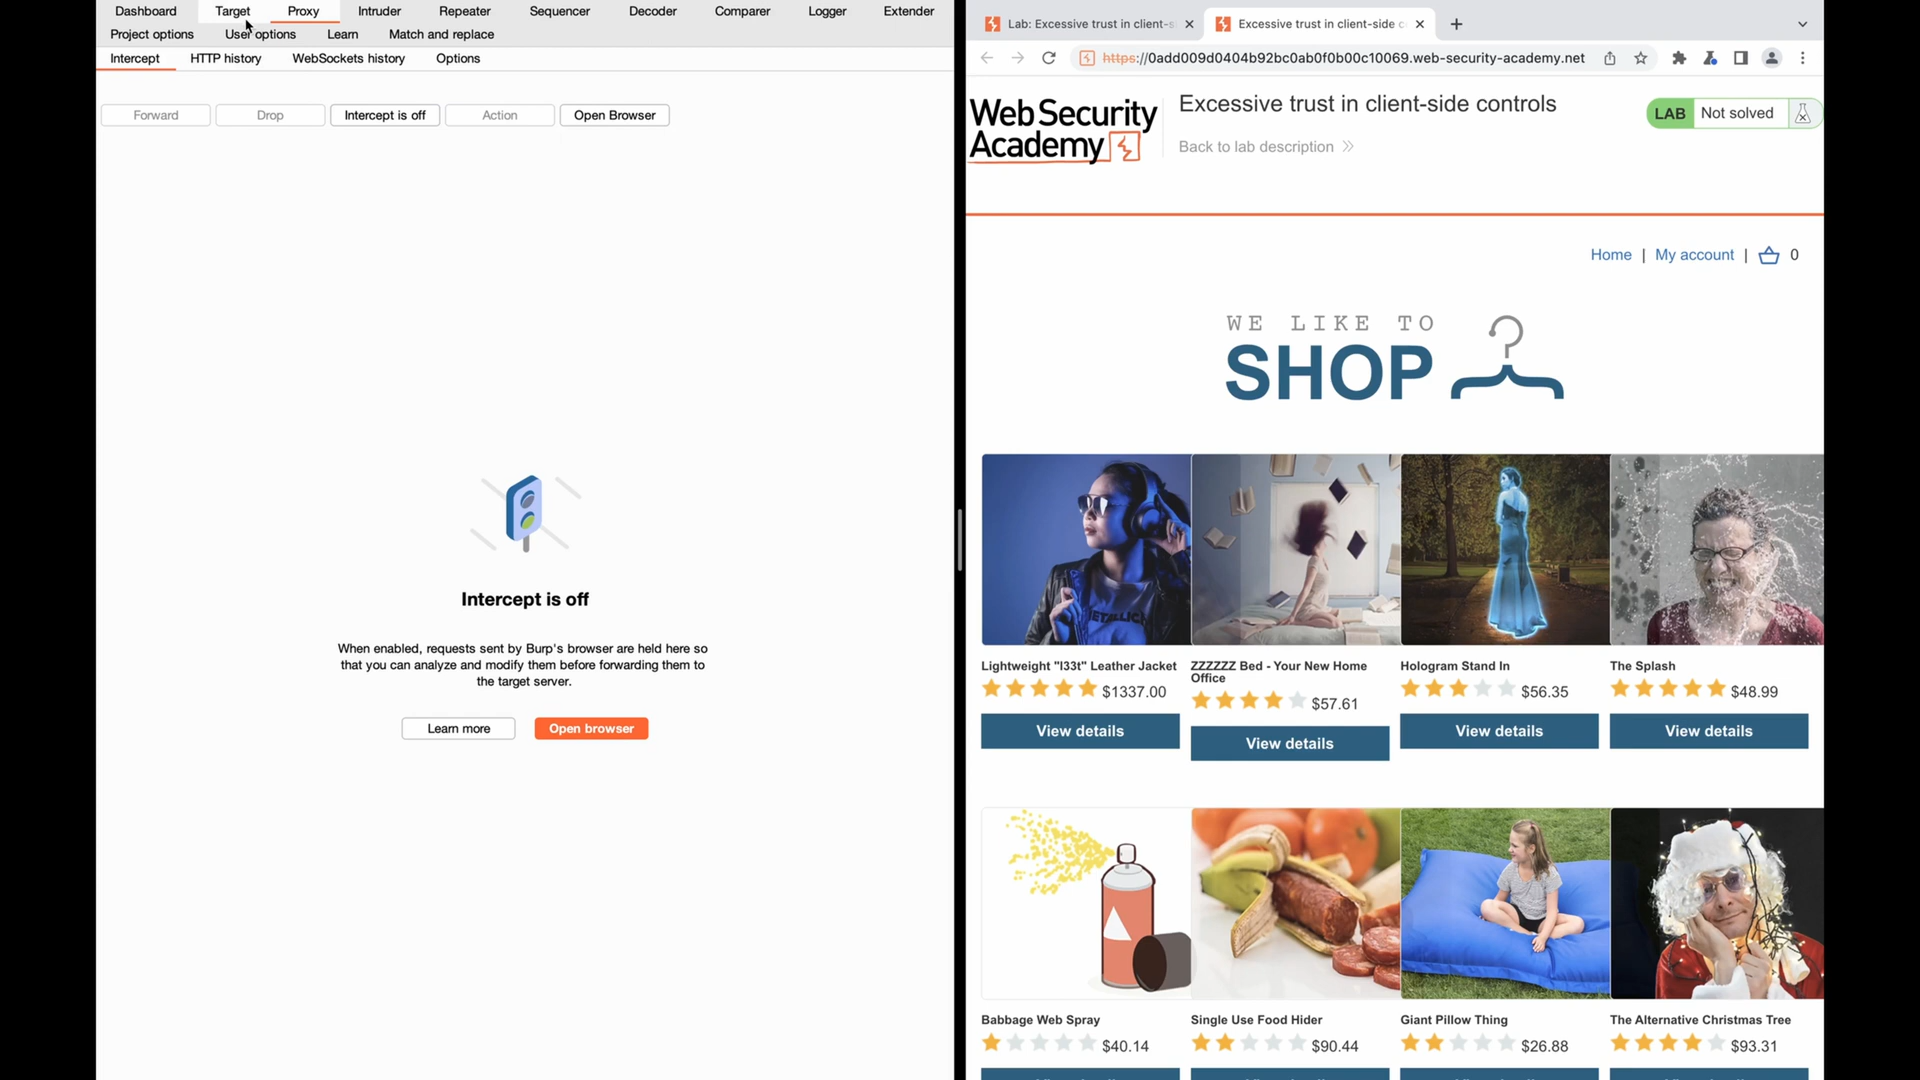 Dashboard Target Proxy Intruder Repeater Sequencer Decoder Comparer Logger Extender
Project options User options Learn Match and replace
Intercept HTTP history WebSockets history Options
Forward Drop Intercept is off Action Open Browser
Intercept is off
When enabled, requests sent by Burp's browser are held here so
that you can analyze and modify them before forwarding them to
the target server.
Learn more Open browser
Lab: Excessive trust in client-s Excessive trust in client-side c
https://0add009d0404b92bc0ab0f0b00c10069.web-security-academy.net
Web Security
Academy
Excessive trust in client-side controls
Back to lab description
LAB Not solved
Home | My account | 0
WE LIKE TO
SHOP
METALLICA
Lightweight "l33t" Leather Jacket
$1337.00
View details
ZZZZZZ Bed - Your New Home
Office
$57.61
View details
Hologram Stand In
$56.35
View details
The Splash
$48.99
View details
Babbage Web Spray
$40.14
Single Use Food Hider
$90.44
Giant Pillow Thing
$26.88
The Alternative Christmas Tree
$93.31